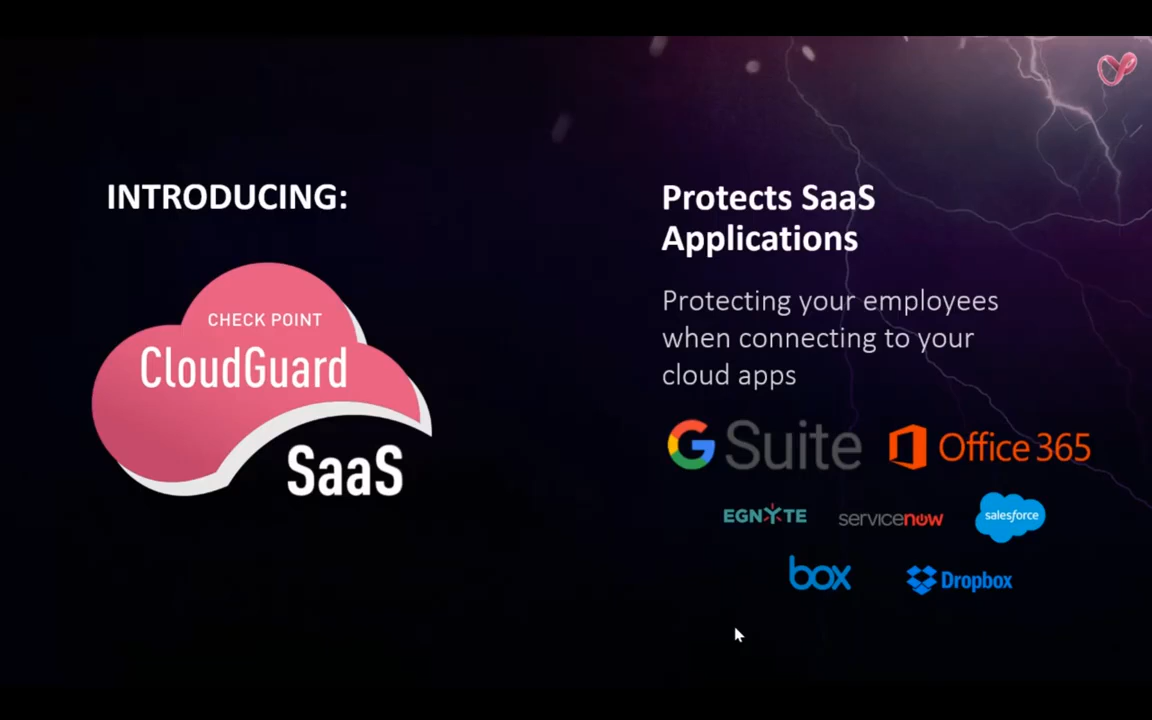 INTRODUCING:
CHECK POINT
CloudGuard
SaaS
Protects SaaS
Applications
Protecting your employees
when connecting to your
cloud apps
G Suite
Office 365
EGNYTE
servicenow
salesforce
box
Dropbox